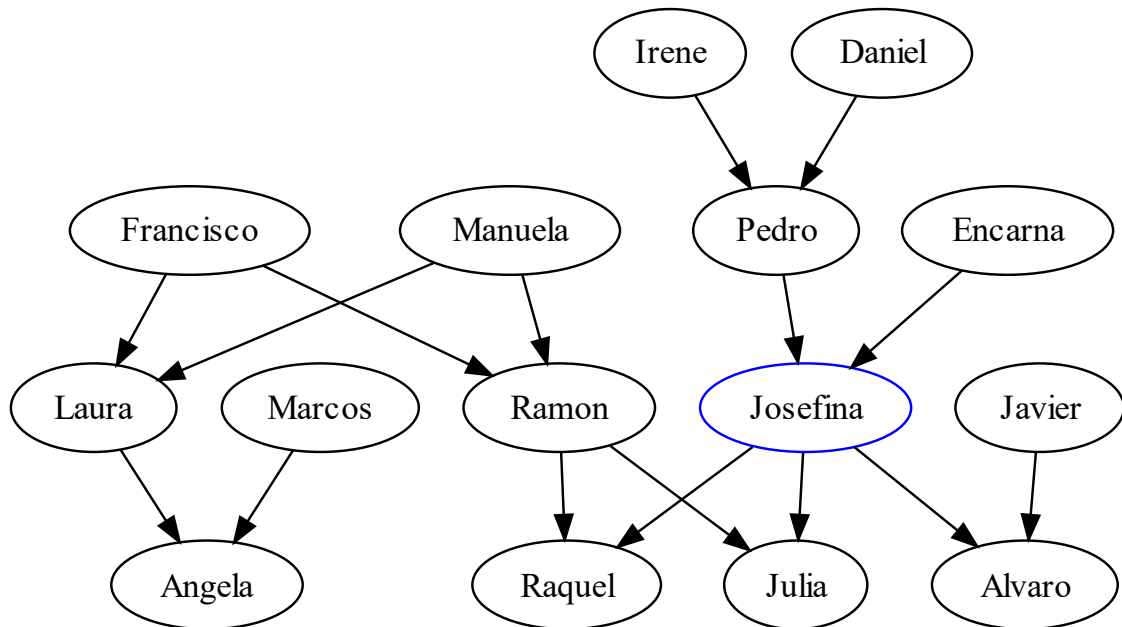 Irene
Daniel
Francisco
Manuela
Pedro
Encarna
Laura
Marcos
Ramon
Josefina
Javier
Angela
Raquel
Julia
Alvaro